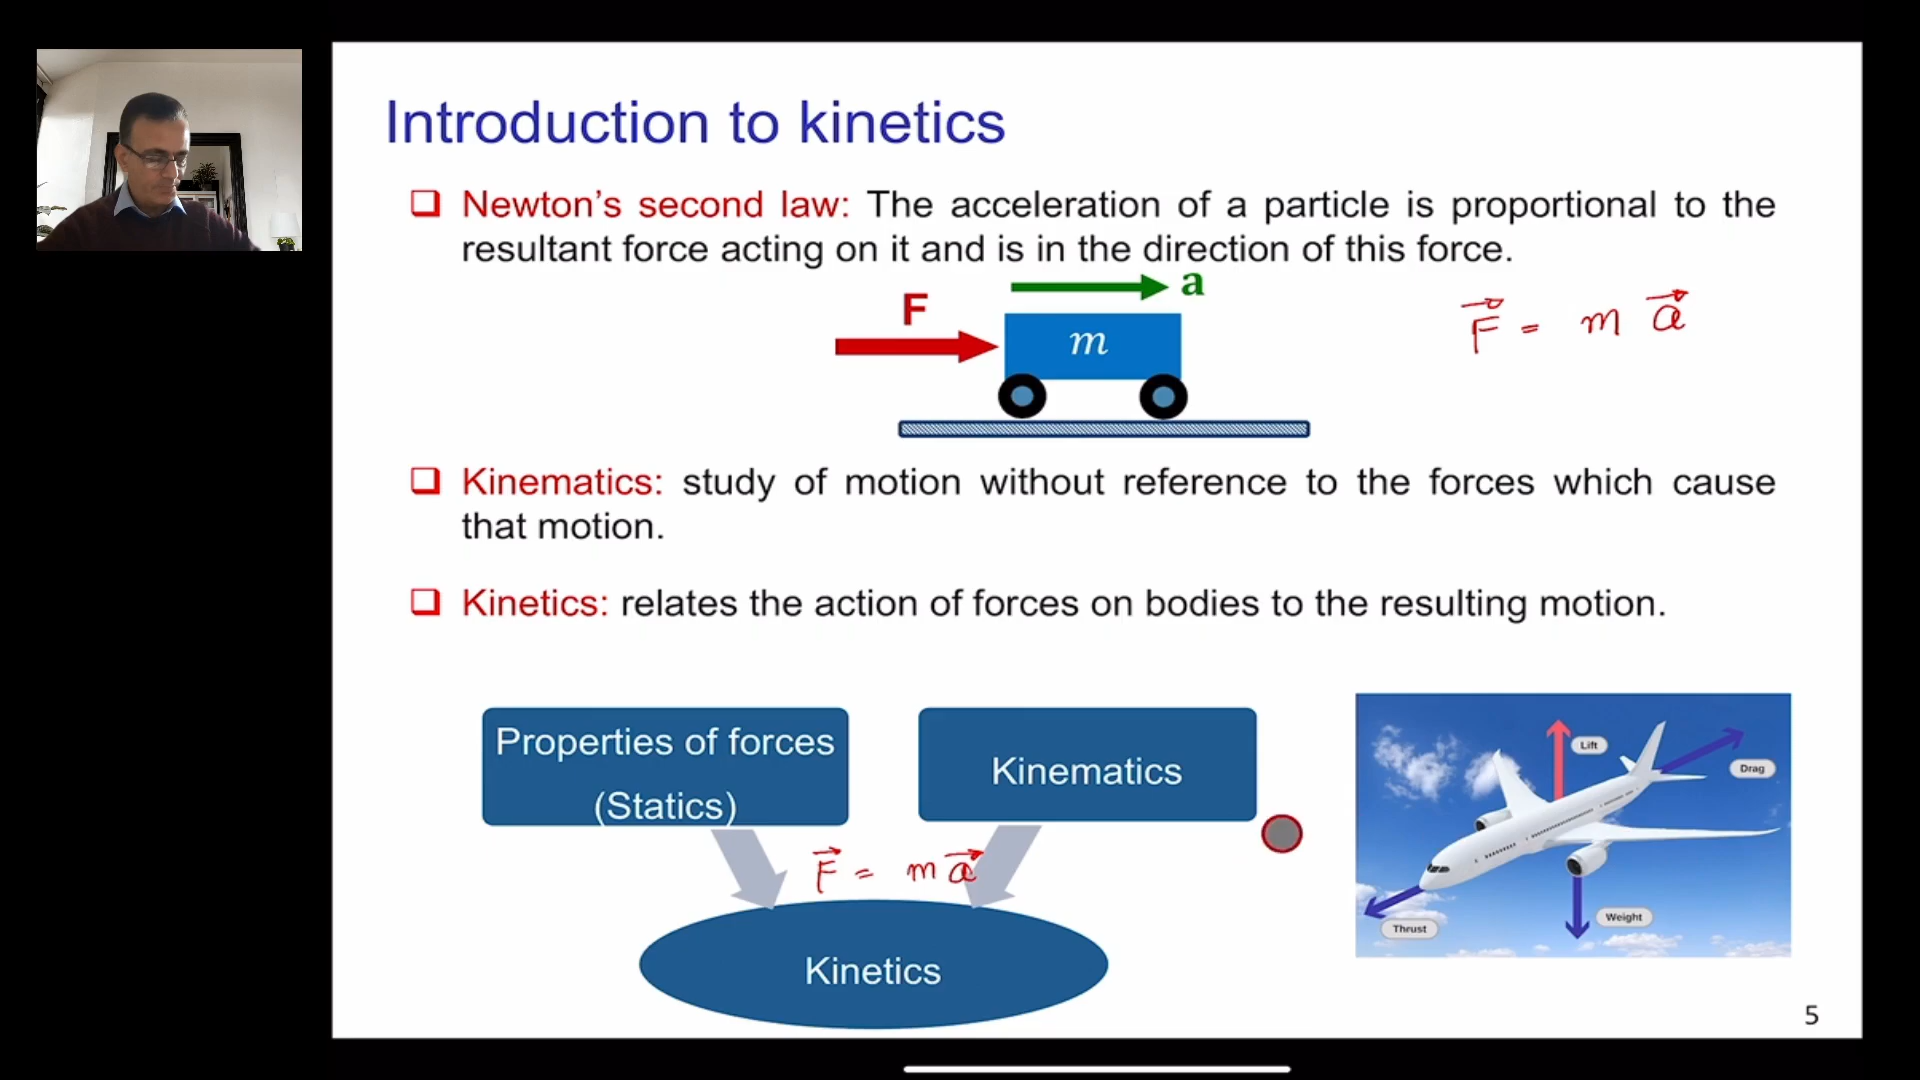 Introduction to kinetics
Newton's second law: The acceleration of a particle is proportional to the
resultant force acting on it and is in the direction of this force.
a
F
m
F = m a
Kinematics: study of motion without reference to the forces which cause
that motion.
Kinetics: relates the action of forces on bodies to the resulting motion.
Properties of forces
(Statics)
Kinematics
F = m a
Kinetics
Lift
Drag
Weight
Thrust
5